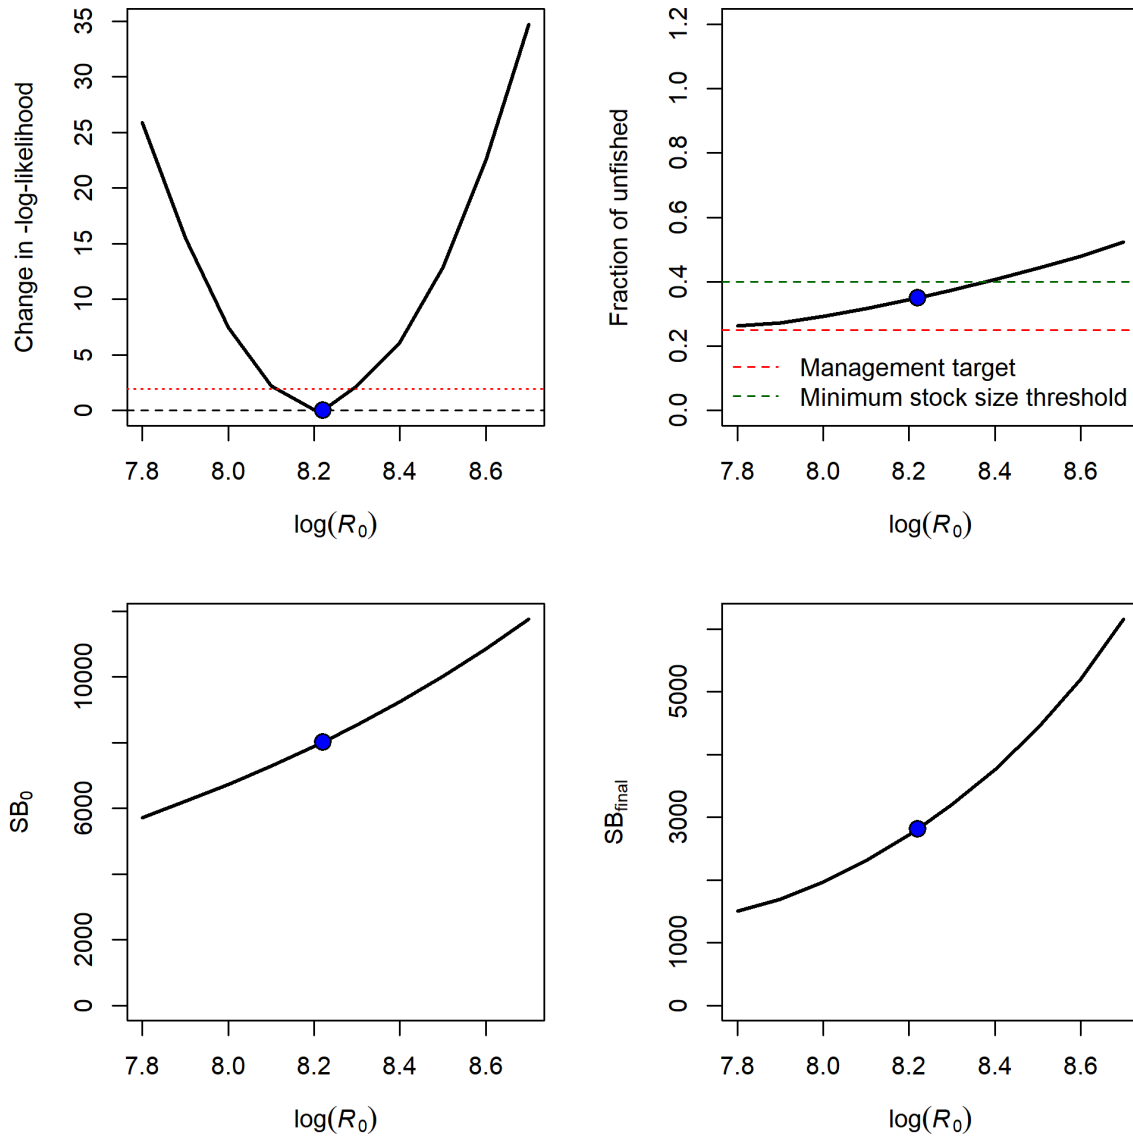 Change in -log-likelihood
35
30
25
20
15
10
5
0
7.8 8.0 8.2 8.4 8.6
log(R0)
Fraction of unfished
1.2
1.0
0.8
0.6
0.4
0.2
0.0
Management target
Minimum stock size threshold
7.8 8.0 8.2 8.4 8.6
log(R0)
SB0
10000
6000
2000
0
7.8 8.0 8.2 8.4 8.6
log(R0)
SBfinal
5000
3000
1000
0
7.8 8.0 8.2 8.4 8.6
log(R0)